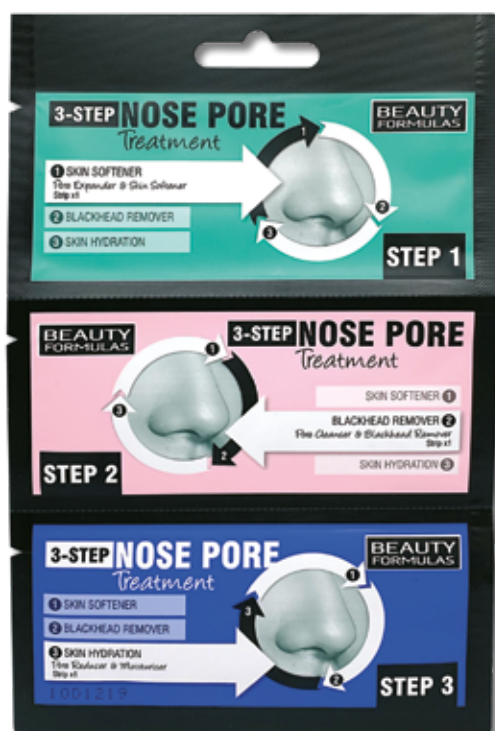 3-STEP NOSE PORE
Treatment
BEAUTY
FORMULAS
1 SKIN SOFTENER
Pore Expander & Skin Softener
Strip x1
2 BLACKHEAD REMOVER
3 SKIN HYDRATION
1
2
3
STEP 1
BEAUTY
FORMULAS
3-STEP NOSE PORE
Treatment
1
2
3
SKIN SOFTENER 1
BLACKHEAD REMOVER 2
Pore Cleanser & Blackhead Remover
Strip x1
SKIN HYDRATION 3
STEP 2
3-STEP NOSE PORE
Treatment
BEAUTY
FORMULAS
1 SKIN SOFTENER
2 BLACKHEAD REMOVER
3 SKIN HYDRATION
Pore Reducer & Moisturiser
Strip x1
10D1219
1
2
3
STEP 3